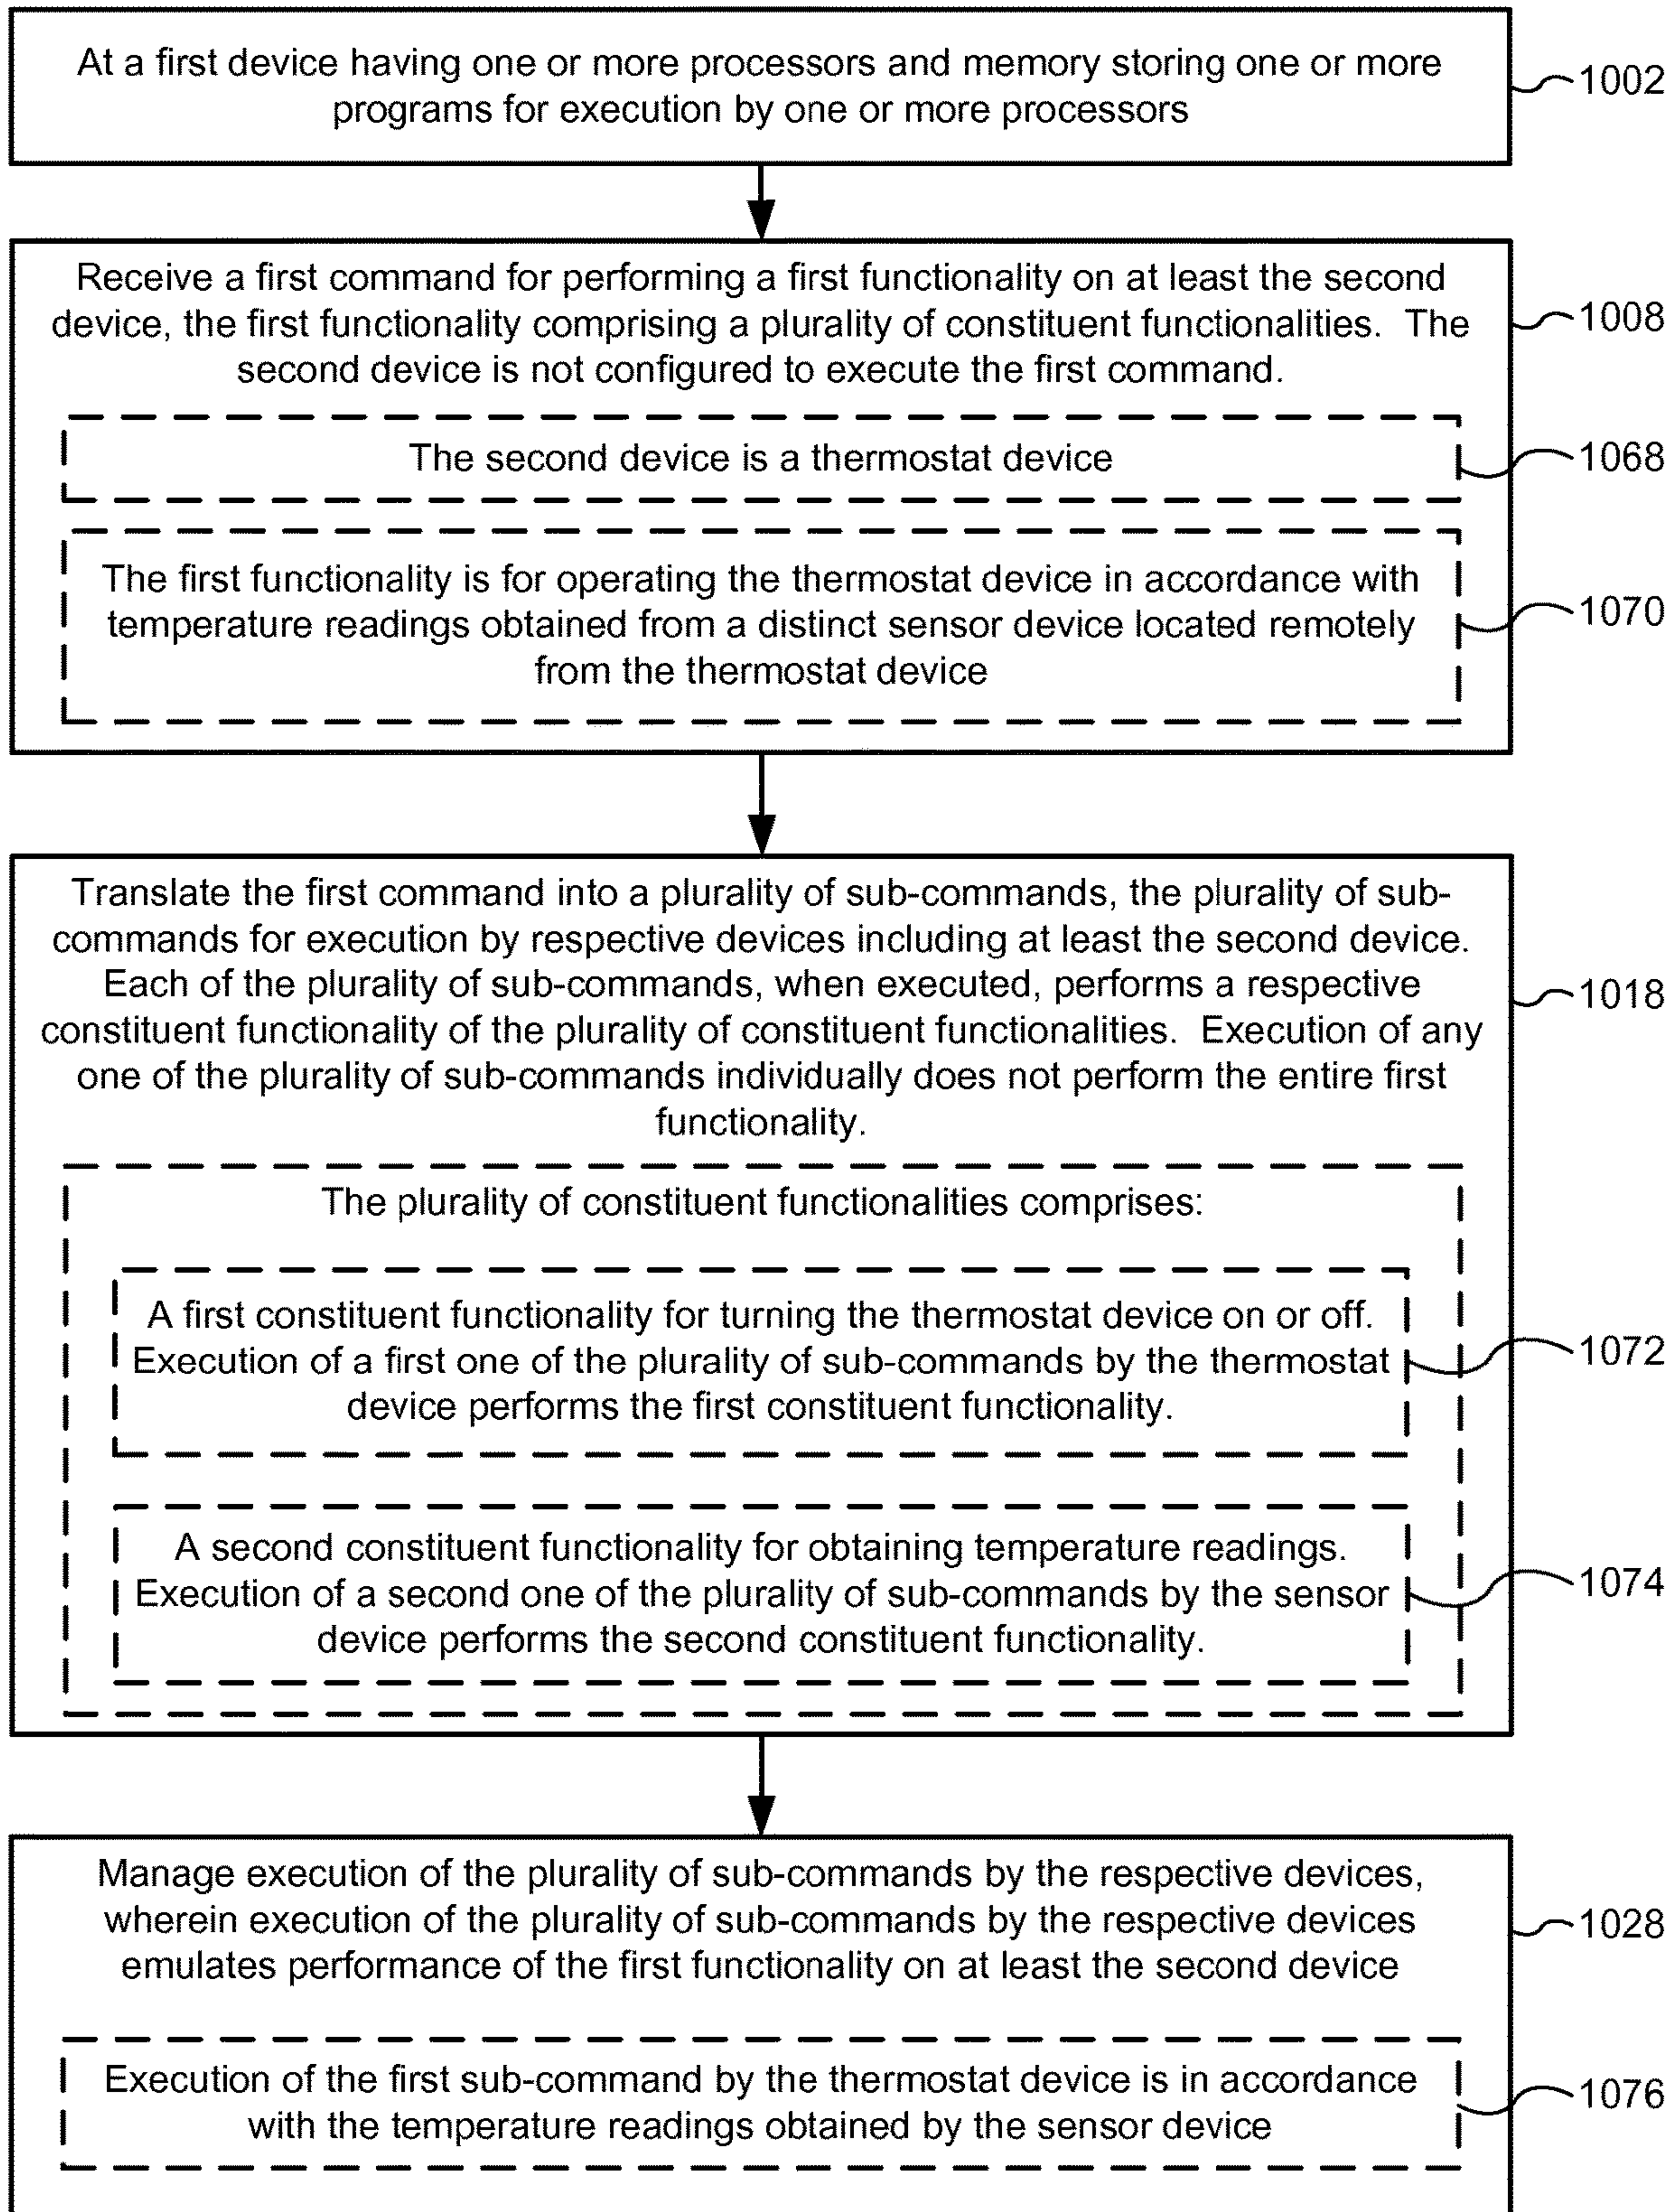 At a first device having one or more processors and memory storing one or more
programs for execution by one or more processors
1002
Receive a first command for performing a first functionality on at least the second
device, the first functionality comprising a plurality of constituent functionalities. The
second device is not configured to execute the first command.
1008
The second device is a thermostat device
1068
The first functionality is for operating the thermostat device in accordance with
temperature readings obtained from a distinct sensor device located remotely
from the thermostat device
1070
Translate the first command into a plurality of sub-commands, the plurality of sub-
commands for execution by respective devices including at least the second device.
Each of the plurality of sub-commands, when executed, performs a respective
constituent functionality of the plurality of constituent functionalities. Execution of any
one of the plurality of sub-commands individually does not perform the entire first
functionality.
1018
The plurality of constituent functionalities comprises:
A first constituent functionality for turning the thermostat device on or off.
Execution of a first one of the plurality of sub-commands by the thermostat
device performs the first constituent functionality.
1072
A second constituent functionality for obtaining temperature readings.
Execution of a second one of the plurality of sub-commands by the sensor
device performs the second constituent functionality.
1074
Manage execution of the plurality of sub-commands by the respective devices,
wherein execution of the plurality of sub-commands by the respective devices
emulates performance of the first functionality on at least the second device
1028
Execution of the first sub-command by the thermostat device is in accordance
with the temperature readings obtained by the sensor device
1076